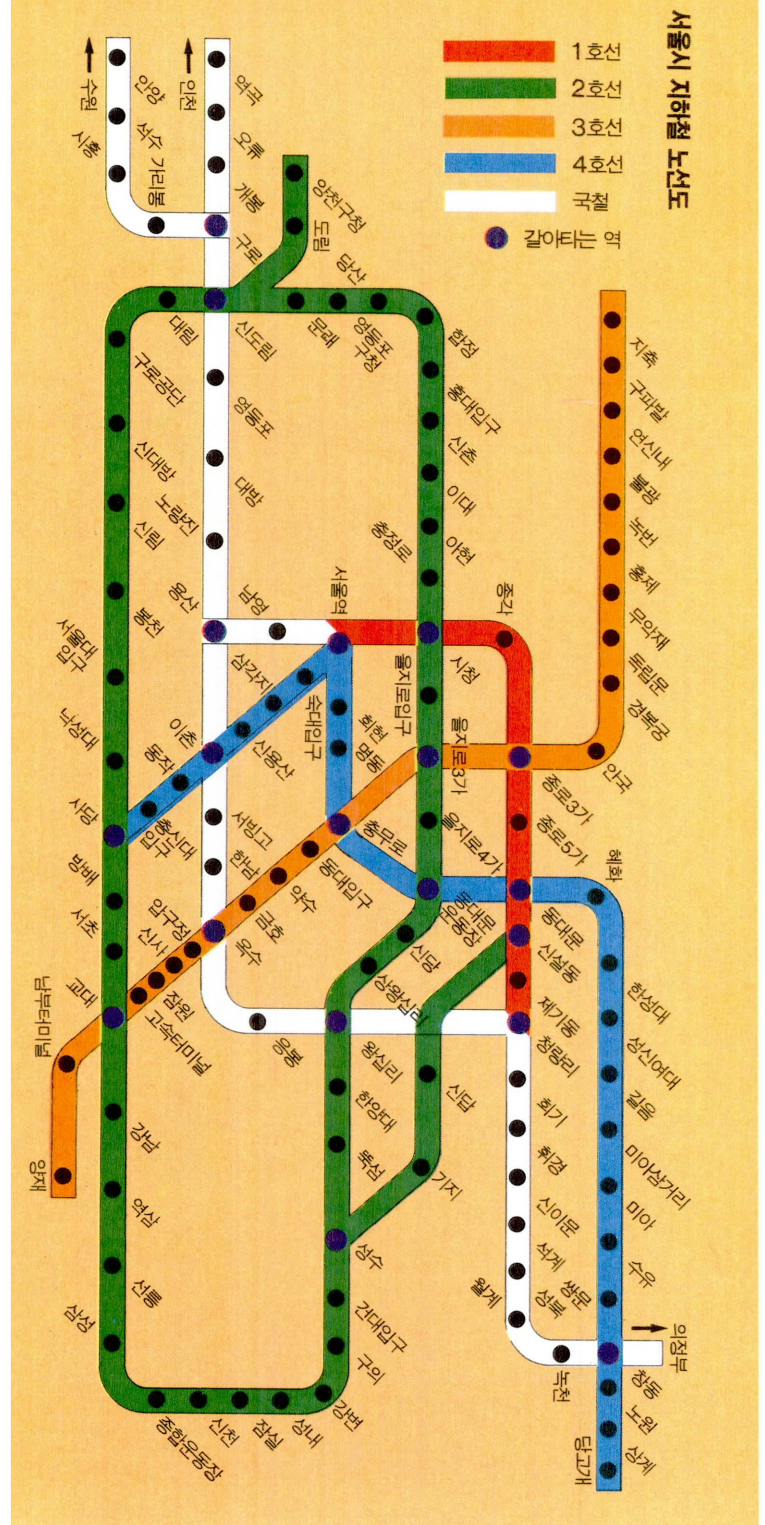 서울시 지하철 노선도
1호선
2호선
3호선
4호선
국철
갈아타는 역
지축
구파발
연신내
불광
녹번
홍제
무악재
독립문
경복궁
안국
종로3가
을지로3가
충무로
동대입구
약수
금호
옥수
압구정
신사
잠원
고속터미널
교대
남부터미널
양재
인천
역곡
오류
개봉
구로
수원
안양
석수
시흥
가리봉
양천구청
도림
신도림
대림
구로공단
신대방
신림
봉천
서울대
입구
낙성대
사당
방배
서초
강남
역삼
선릉
삼성
종합운동장
신천
잠실
성내
강변
구의
건대입구
성수
뚝섬
한양대
왕십리
상왕십리
신당
동대문
운동장
을지로4가
을지로입구
시청
충정로
아현
이대
신촌
홍대입구
합정
당산
영등포
구청
문래
영등포
대방
노량진
용산
남영
서울역
종각
종로5가
동대문
신설동
제기동
청량리
신답
기지
회기
휘경
신이문
석계
성북
월계
녹천
의정부
이촌
서빙고
한남
응봉
당고개
상계
노원
창동
쌍문
수유
미아
미아삼거리
길음
성신여대
한성대
혜화
명동
회현
숙대입구
삼각지
신용산
동작
총신대
입구